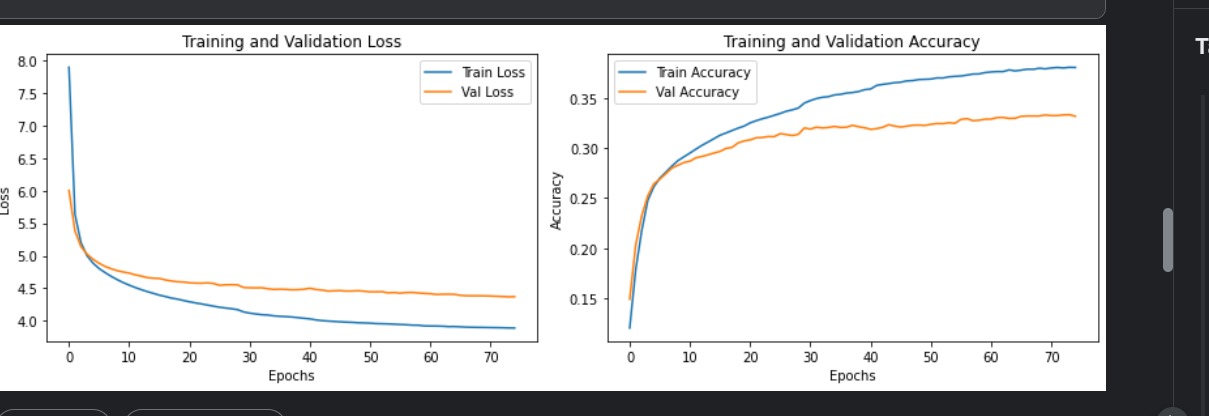 Training and Validation Loss
8.0
7.5
7.0
6.5
6.0
5.5
5.0
4.5
4.0
Loss
0 10 20 30 40 50 60 70
Epochs
Train Loss
Val Loss
Training and Validation Accuracy
0.35
0.30
0.25
0.20
0.15
Accuracy
0 10 20 30 40 50 60 70
Epochs
Train Accuracy
Val Accuracy